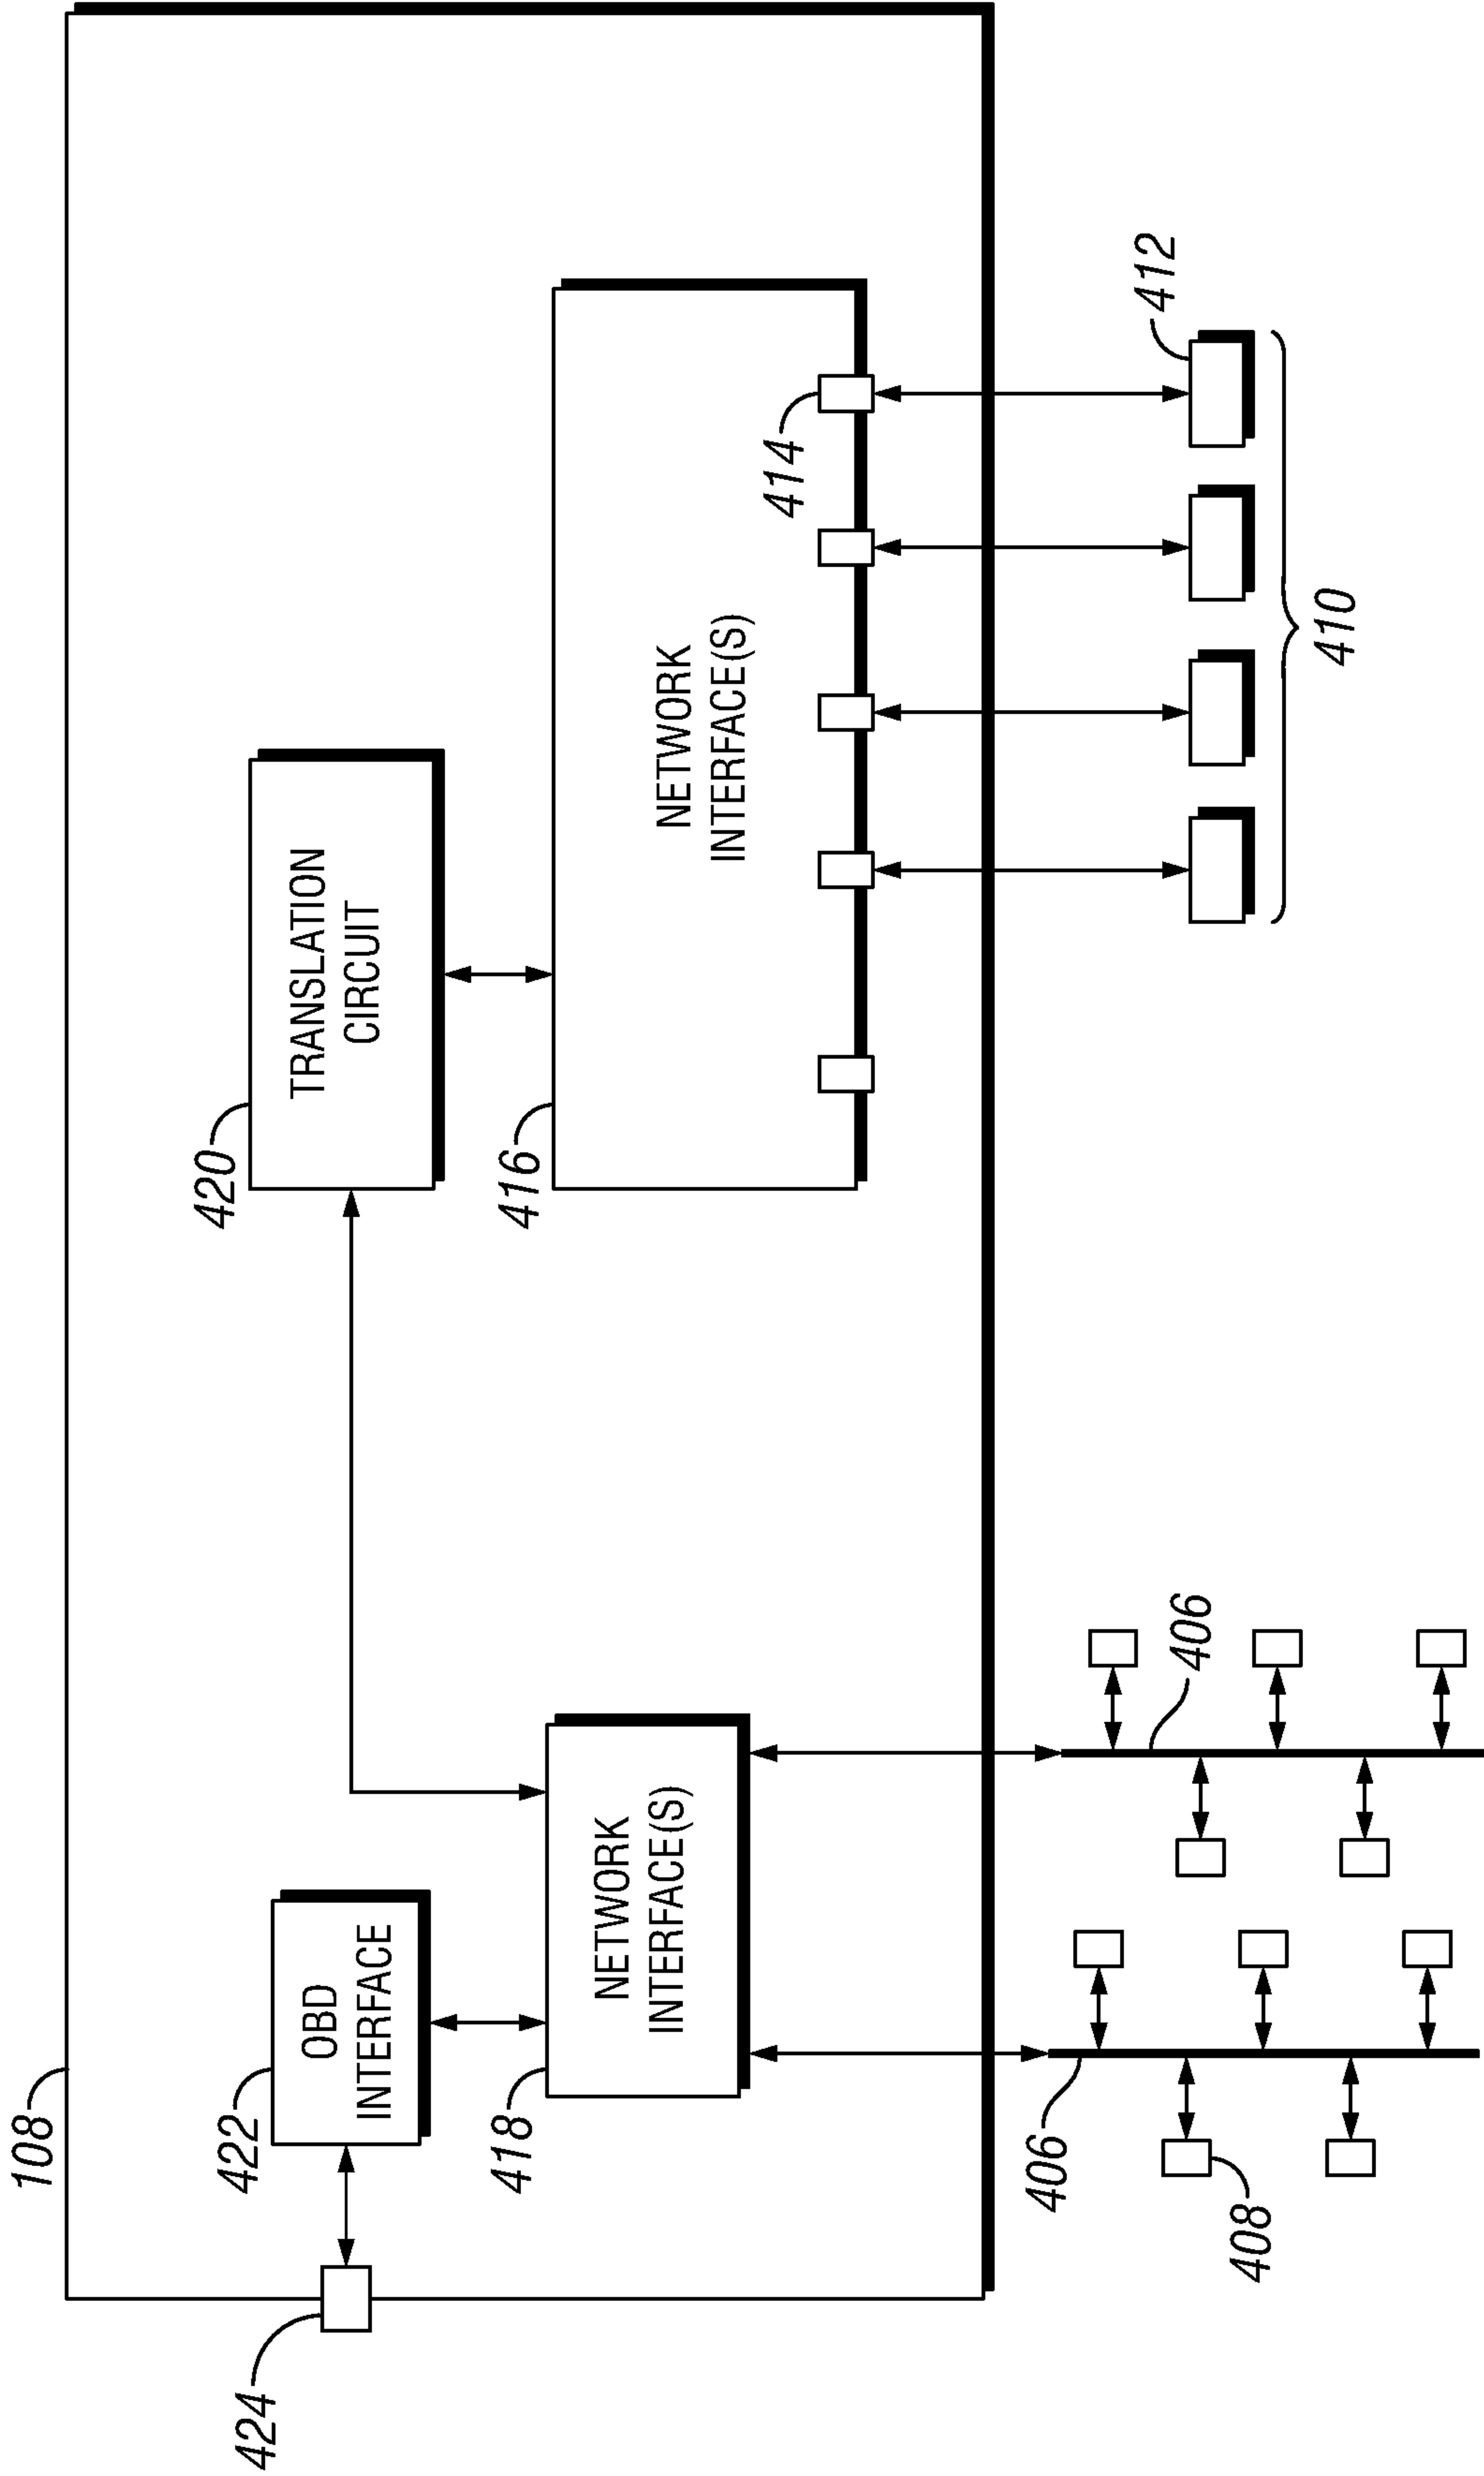 108
424
422
OBD
INTERFACE
418
NETWORK
INTERFACE(S)
420
TRANSLATION
CIRCUIT
416
NETWORK
INTERFACE(S)
414
406
408
406
412
410